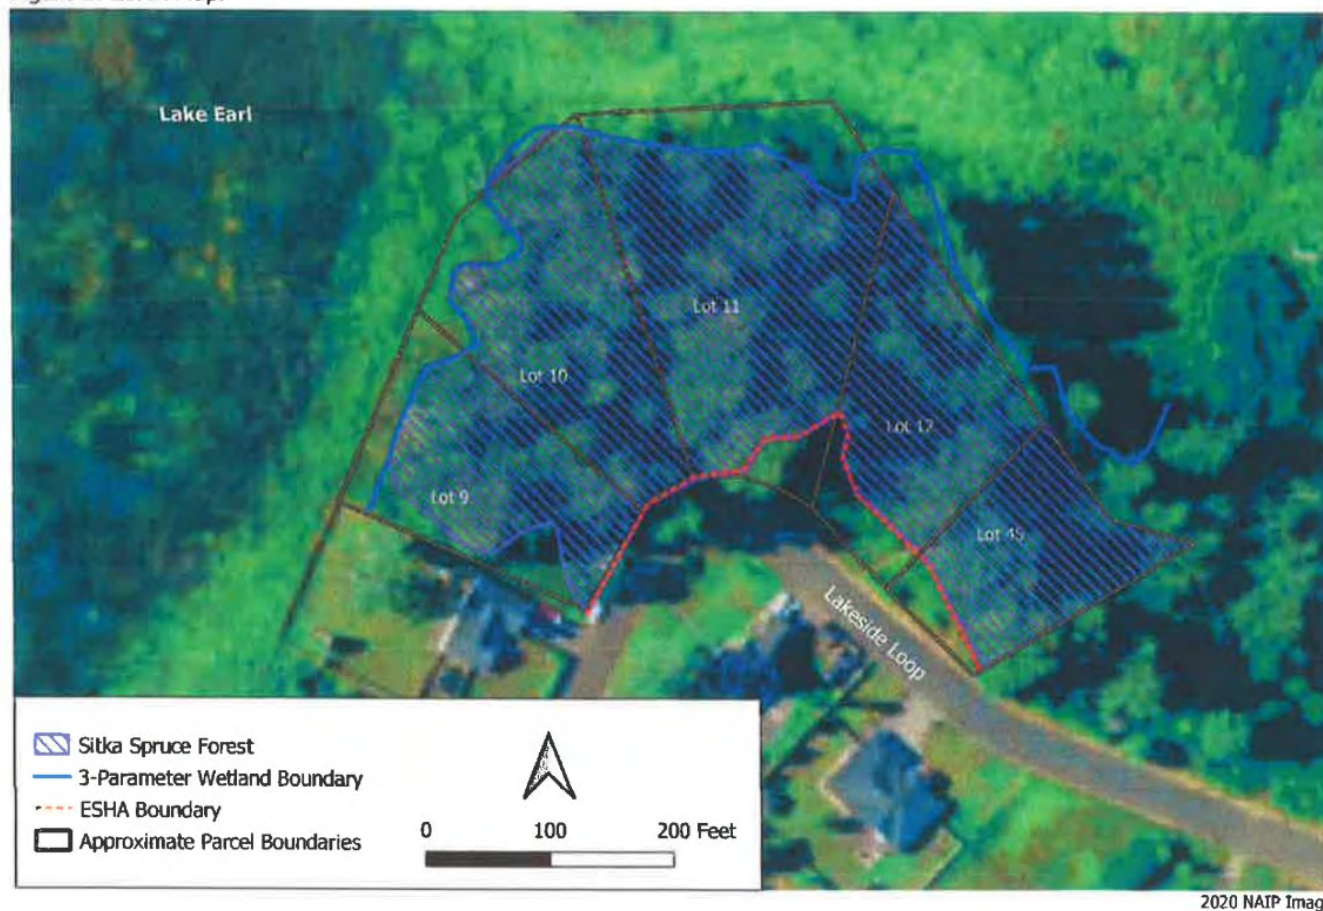 Lake Earl
Lot 11
Lot 10
Lot 12
Lot 9
Lot 45
Lakeside Loop
Sitka Spruce Forest
3-Parameter Wetland Boundary
ESHA Boundary
Approximate Parcel Boundaries
0 100 200 Feet
2020 NAIP Imag